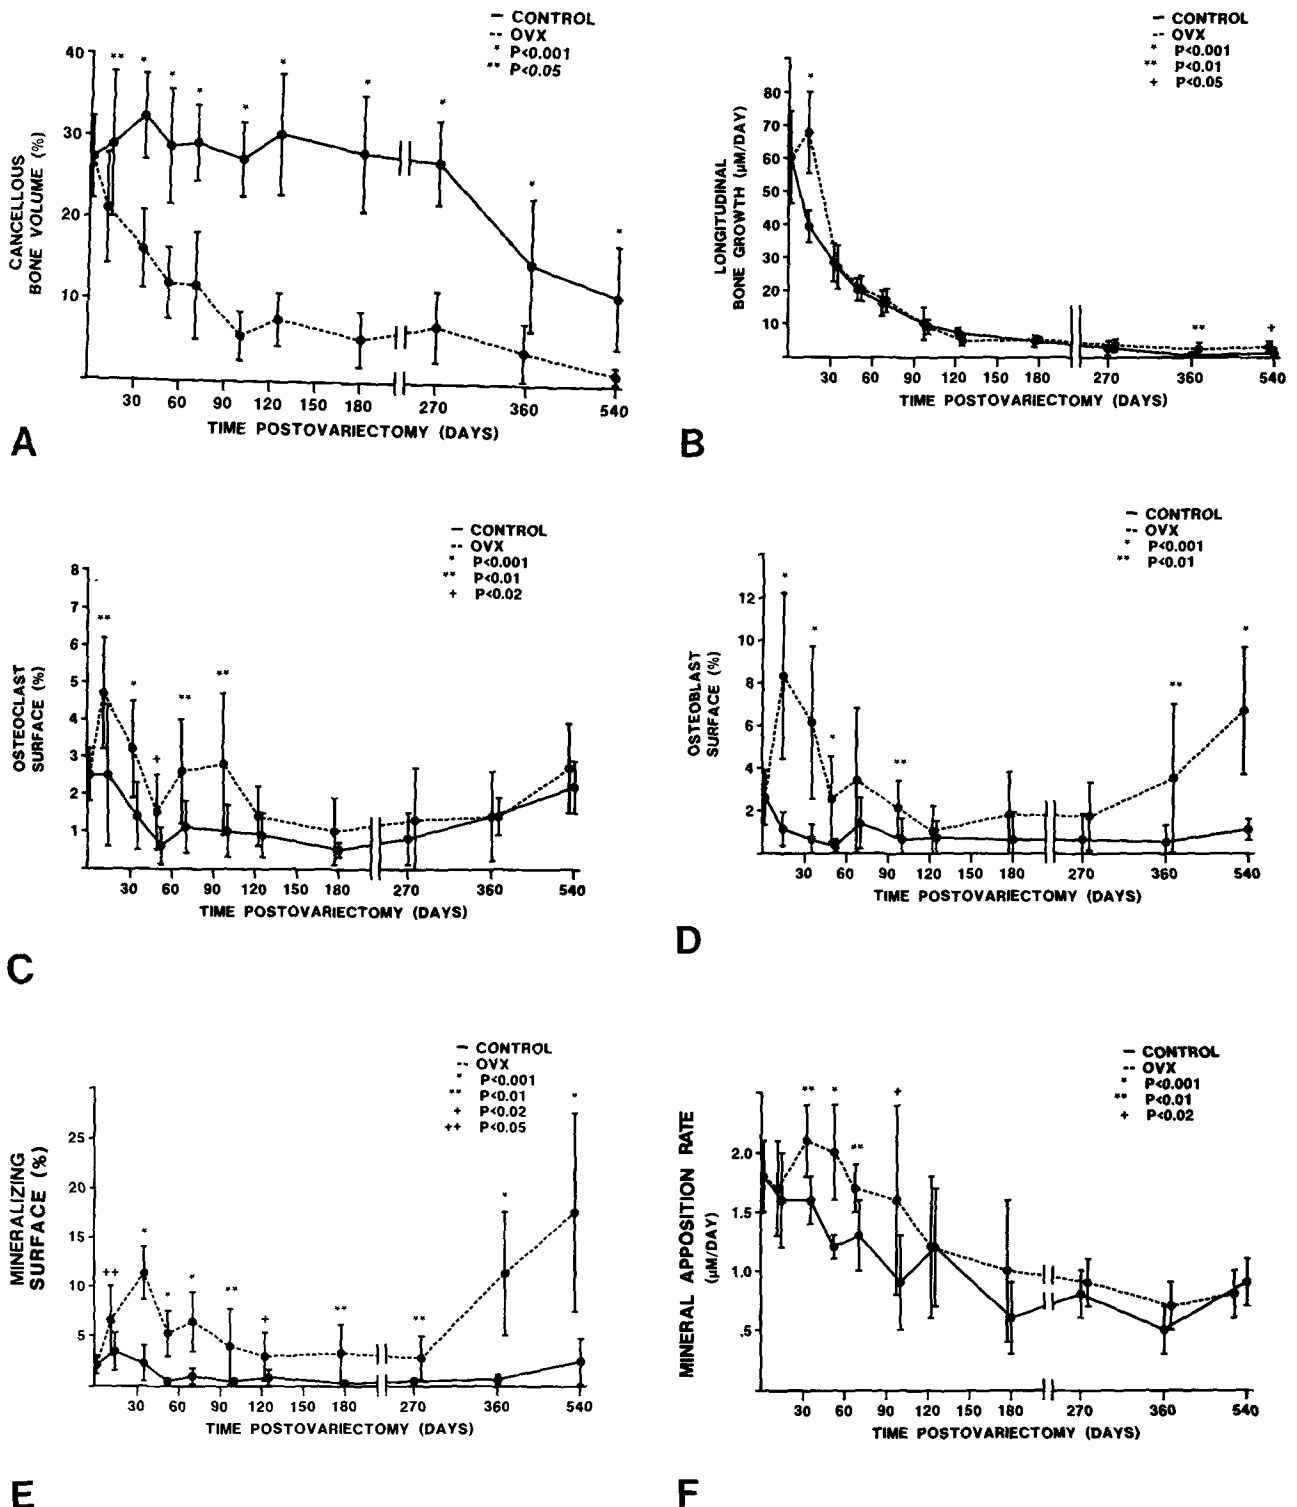 — CONTROL
-- OVX
* P<0.001
** P<0.05
40
30
20
10
CANCELLOUS
BONE VOLUME (%)
** * * * * * * * * *
30 60 90 120 150 180 270 360 540
TIME POSTOVARIECTOMY (DAYS)
A
— CONTROL
-- OVX
* P<0.001
** P<0.01
+ P<0.05
80
70
60
50
40
30
20
10
LONGITUDINAL
BONE GROWTH (µM/DAY)
* ** +
30 60 90 120 150 180 270 360 540
TIME POSTOVARIECTOMY (DAYS)
B
— CONTROL
-- OVX
* P<0.001
** P<0.01
+ P<0.02
8
7
6
5
4
3
2
1
OSTEOCLAST
SURFACE (%)
** * + ** **
30 60 90 120 150 180 270 360 540
TIME POSTOVARIECTOMY (DAYS)
C
— CONTROL
-- OVX
* P<0.001
** P<0.01
12
10
8
6
4
2
OSTEOBLAST
SURFACE (%)
* * * ** ** *
30 60 90 120 150 180 270 360 540
TIME POSTOVARIECTOMY (DAYS)
D
— CONTROL
-- OVX
* P<0.001
** P<0.01
+ P<0.02
++ P<0.05
25
20
15
10
5
MINERALIZING
SURFACE (%)
++ * * * ** + ** ** * *
30 60 90 120 150 180 270 360 540
TIME POSTOVARIECTOMY (DAYS)
E
— CONTROL
-- OVX
* P<0.001
** P<0.01
+ P<0.02
2.0
1.5
1.0
.5
MINERAL APPOSITION RATE
(µM/DAY)
** * ** +
30 60 90 120 150 180 270 360 540
TIME POSTOVARIECTOMY (DAYS)
F